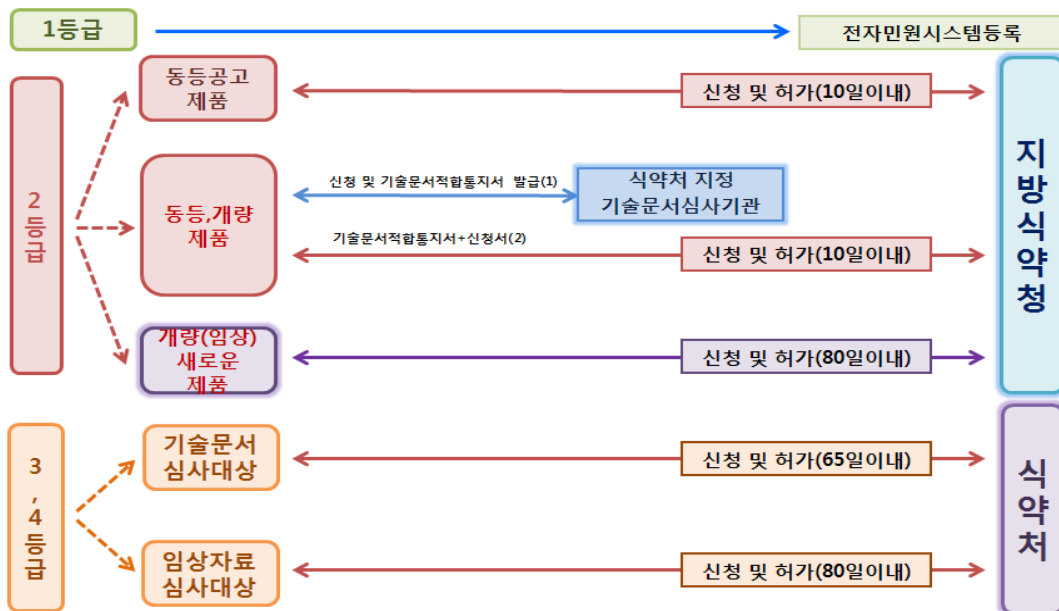 1등급
전자민원시스템등록
2
등
급
동등공고
제품
신청 및 허가(10일이내)
동등,개량
제품
신청 및 기술문서적합통지서 발급(1)
식약처 지정
기술문서심사기관
기술문서적합통지서+신청서(2)
신청 및 허가(10일이내)
개량(임상)
새로운
제품
신청 및 허가(80일이내)
지
방
식
약
청
3
,
4
등
급
기술문서
심사대상
신청 및 허가(65일이내)
임상자료
심사대상
신청 및 허가(80일이내)
식
약
처